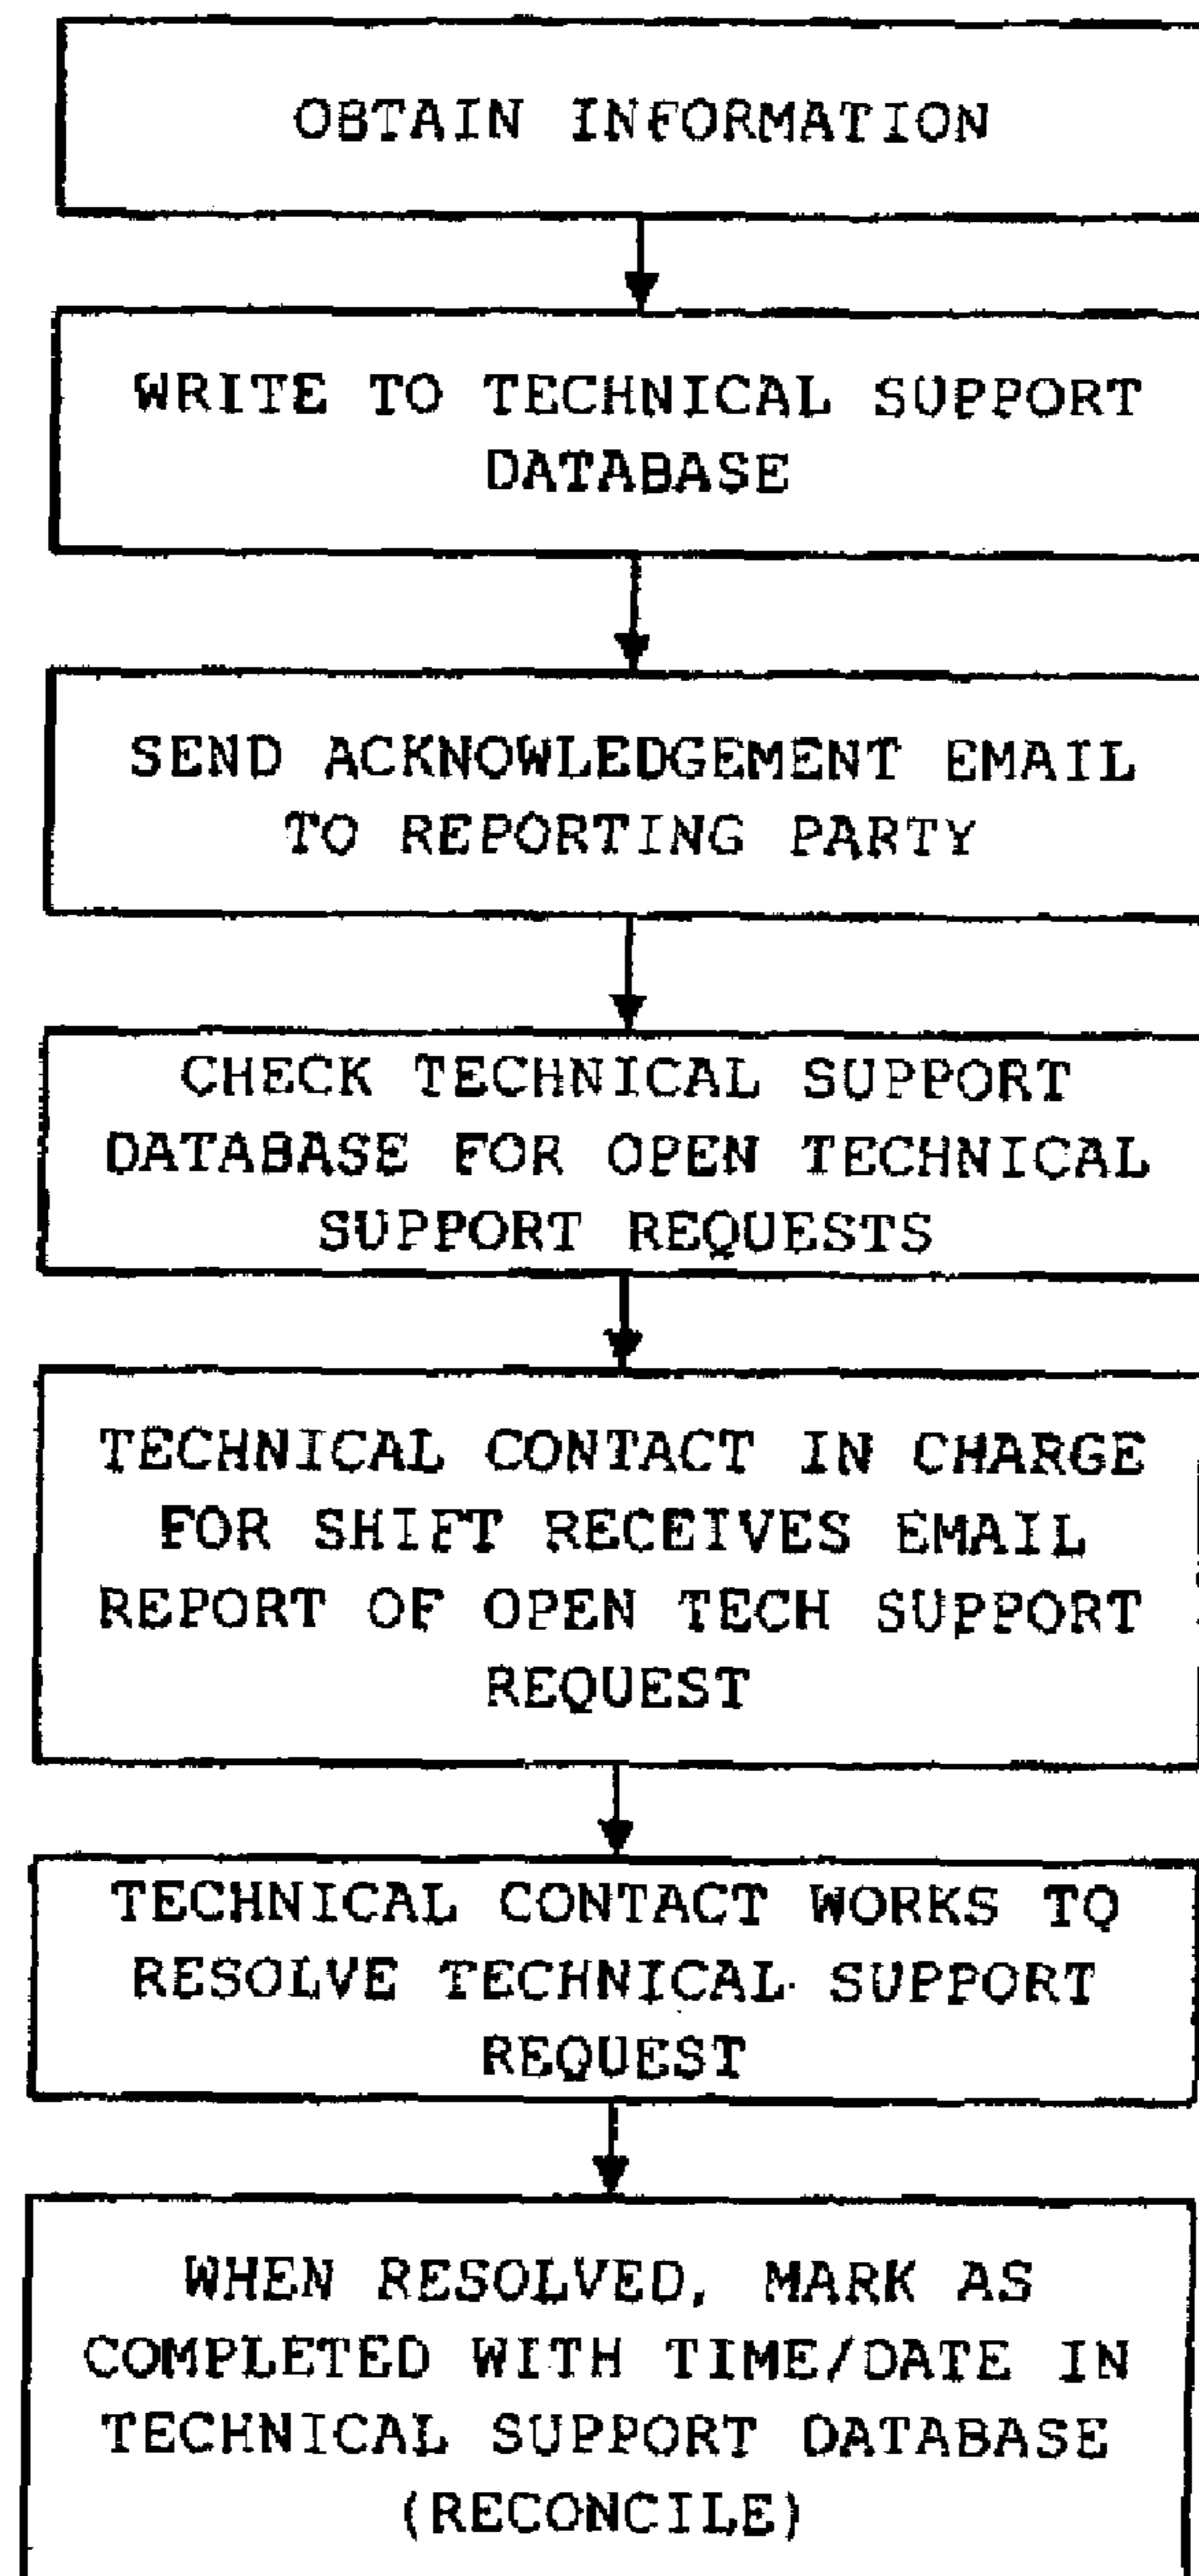 OBTAIN INFORMATION
WRITE TO TECHNICAL SUPPORT
DATABASE
SEND ACKNOWLEDGEMENT EMAIL
TO REPORTING PARTY
CHECK TECHNICAL SUPPORT
DATABASE FOR OPEN TECHNICAL
SUPPORT REQUESTS
TECHNICAL CONTACT IN CHARGE
FOR SHIFT RECEIVES EMAIL
REPORT OF OPEN TECH SUPPORT
REQUEST
TECHNICAL CONTACT WORKS TO
RESOLVE TECHNICAL SUPPORT
REQUEST
WHEN RESOLVED, MARK AS
COMPLETED WITH TIME/DATE IN
TECHNICAL SUPPORT DATABASE
(RECONCILE)